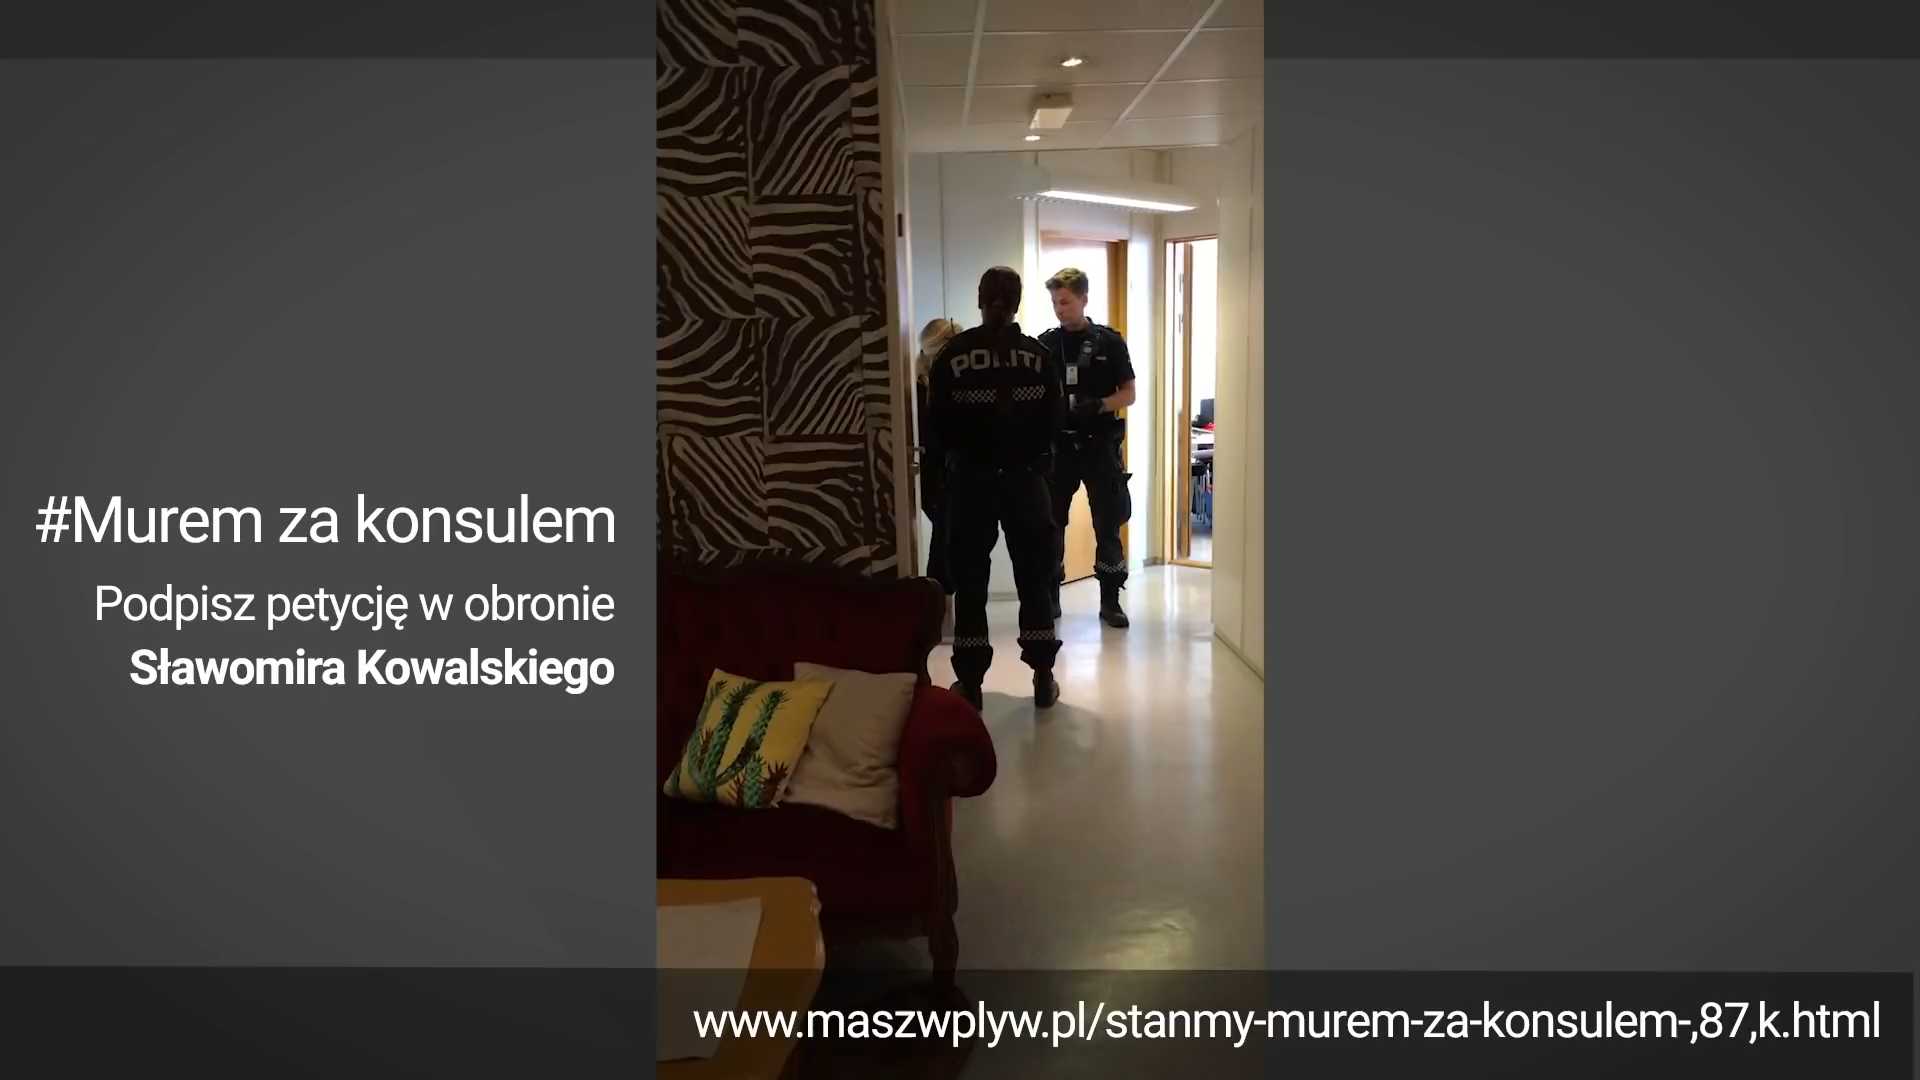 #Murem za konsulem
Podpisz petycję w obronie
Sławomira Kowalskiego
POLITI
www.maszwplyw.pl/stanmy-murem-za-konsulem-,87,k.html